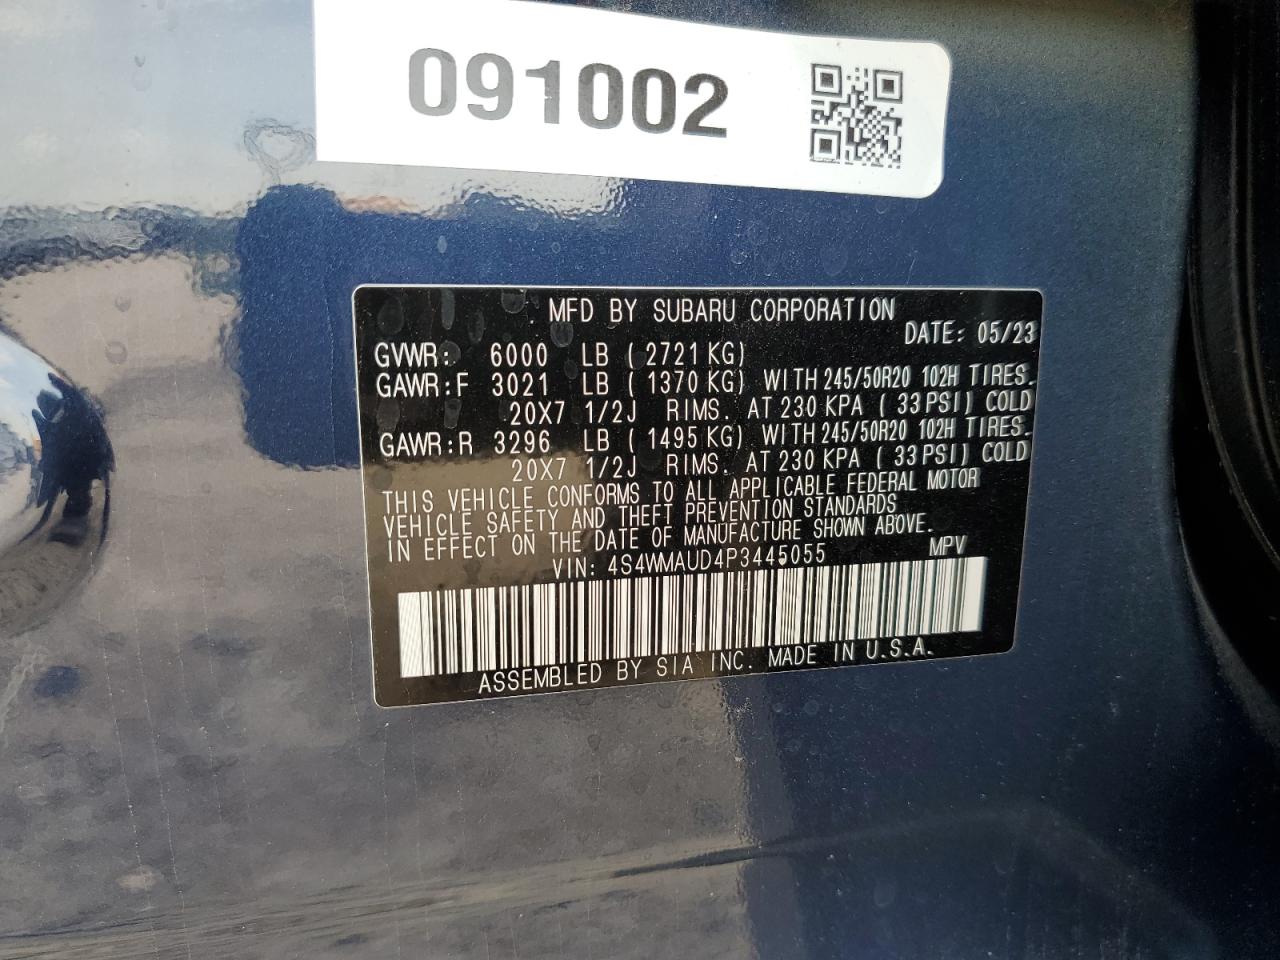 091002
MFD BY SUBARU CORPORATION
DATE: 05/23
GVWR: 6000 LB ( 2721 KG)
GAWR:F 3021 LB ( 1370 KG) WITH 245/50R20 102H TIRES.
20X7 1/2J RIMS. AT 230 KPA ( 33 PSI) COLD
GAWR:R 3296 LB ( 1495 KG) WITH 245/50R20 102H TIRES.
20X7 1/2J RIMS. AT 230 KPA ( 33 PSI) COLD
THIS VEHICLE CONFORMS TO ALL APPLICABLE FEDERAL MOTOR
VEHICLE SAFETY AND THEFT PREVENTION STANDARDS
IN EFFECT ON THE DATE OF MANUFACTURE SHOWN ABOVE.
VIN: 4S4WMAUD4P3445055 MPV
ASSEMBLED BY SIA INC. MADE IN U.S.A.